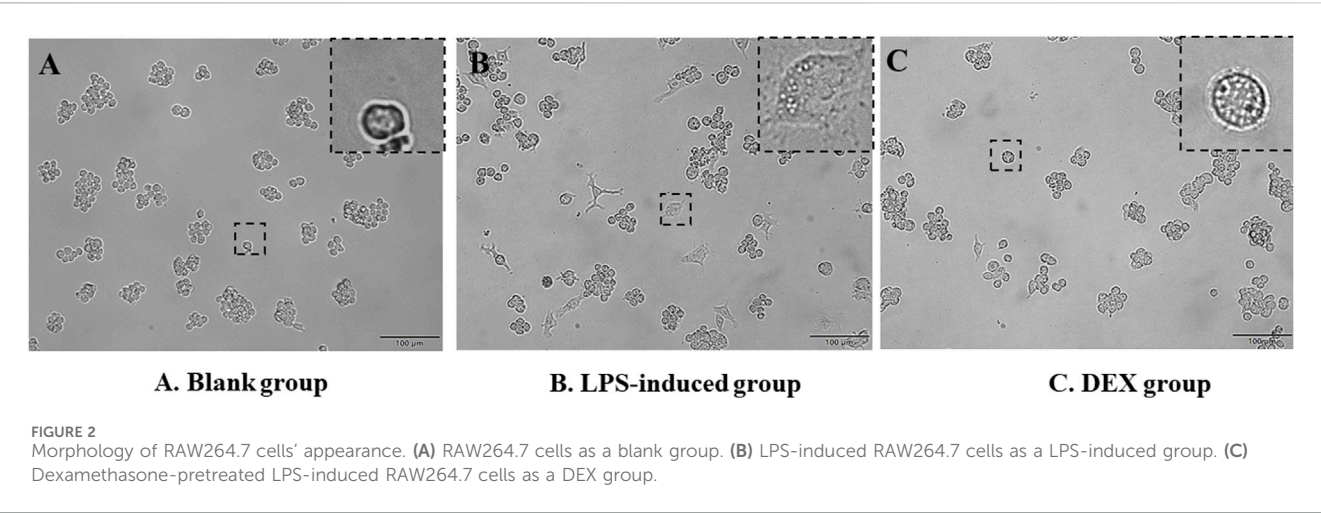 A
B
C
100 μm
100 μm
100μm
A. Blank group
B. LPS-induced group
C. DEX group
FIGURE 2
Morphology of RAW264.7 cells' appearance. (A) RAW264.7 cells as a blank group. (B) LPS-induced RAW264.7 cells as a LPS-induced group. (C)
Dexamethasone-pretreated LPS-induced RAW264.7 cells as a DEX group.